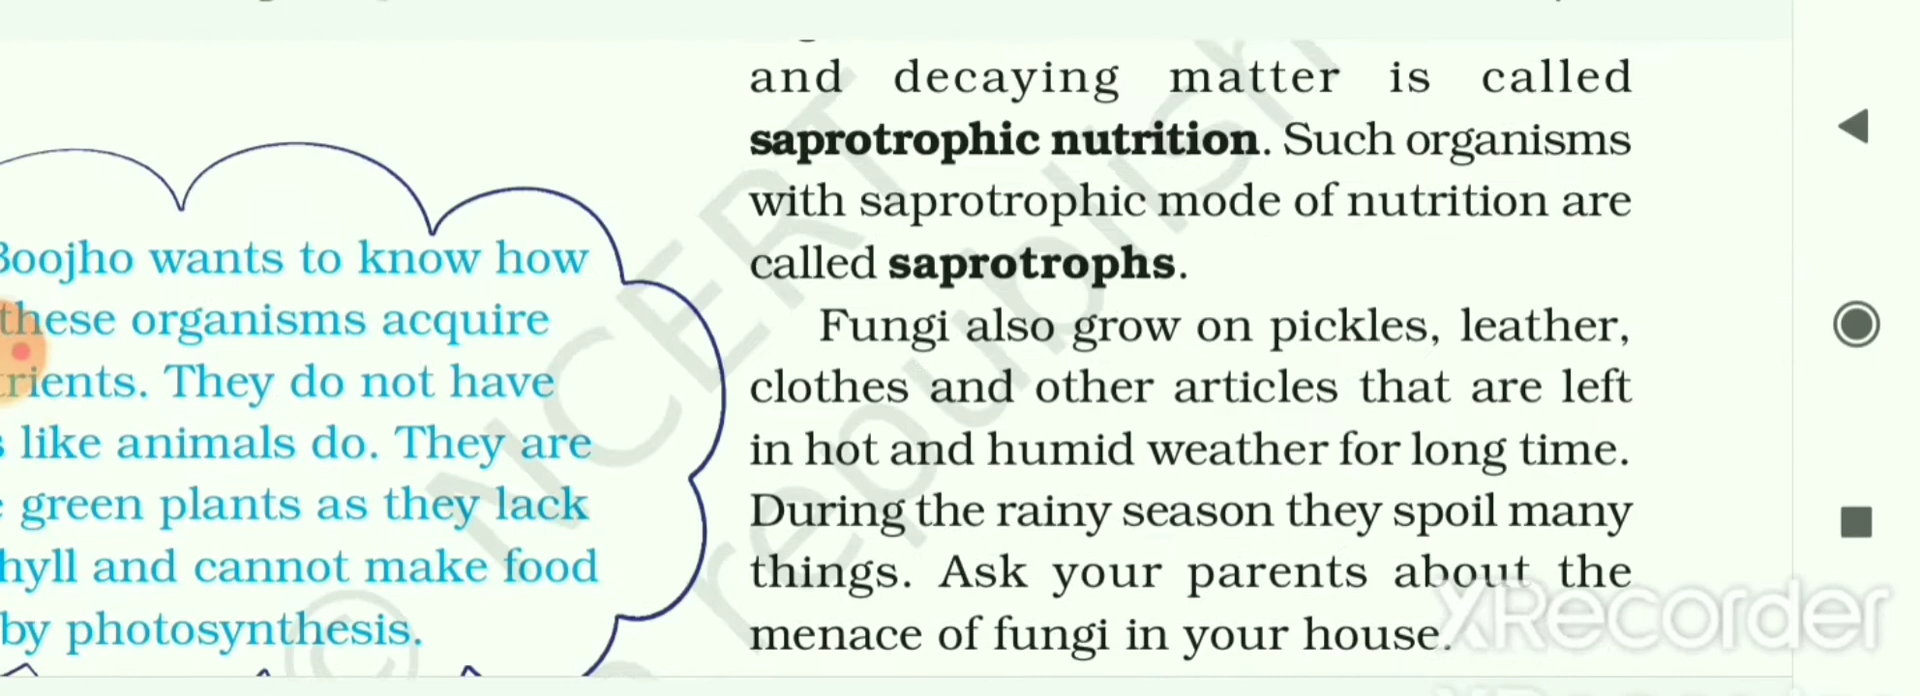 Boojho wants to know how
these organisms acquire
They do not have
like animals do. They are
green plants as they lack
and cannot make food
by photosynthesis.
and decaying matter is called
saprotrophic nutrition. Such organisms
with saprotrophic mode of nutrition are
called saprotrophs.
Fungi also grow on pickles, leather,
clothes and other articles that are left
in hot and humid weather for long time.
During the rainy season they spoil many
things. Ask your parents about the
menace of fungi in your house.
© NCERT
republish
XRecorder